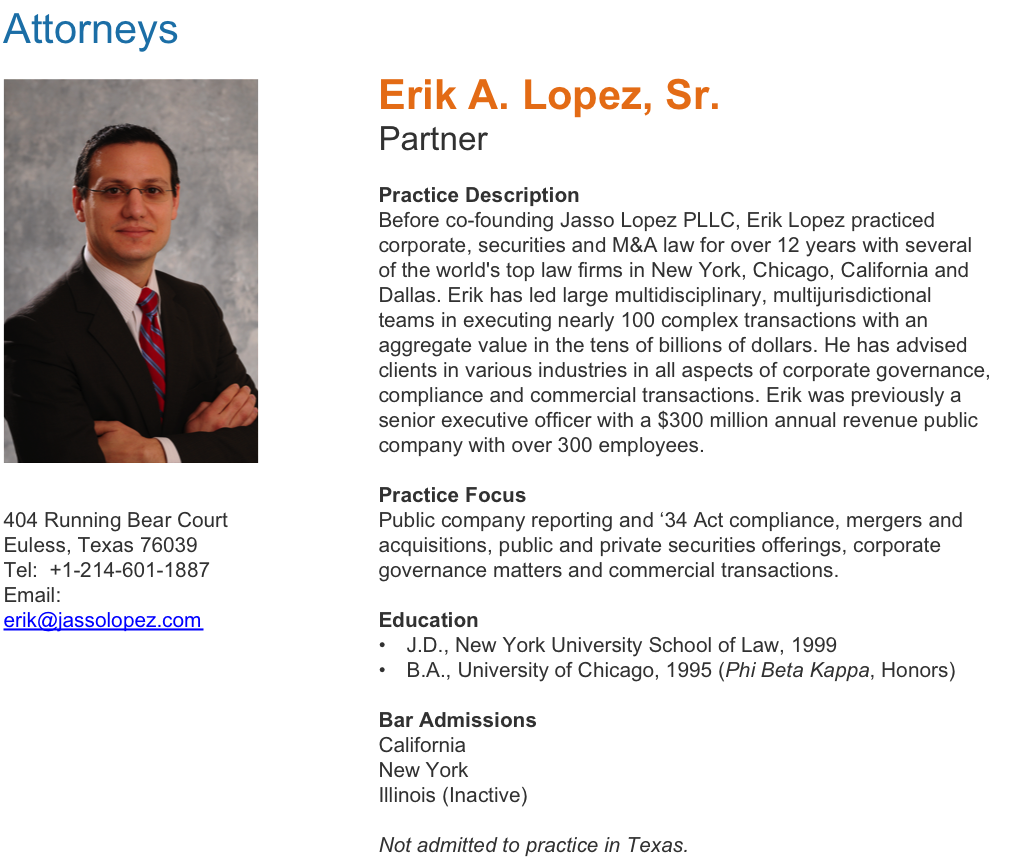 Attorneys
Erik A. Lopez, Sr.
Partner
Practice Description
Before co-founding Jasso Lopez PLLC, Erik Lopez practiced
corporate, securities and M&A law for over 12 years with several
of the world's top law firms in New York, Chicago, California and
Dallas. Erik has led large multidisciplinary, multijurisdictional
teams in executing nearly 100 complex transactions with an
aggregate value in the tens of billions of dollars. He has advised
clients in various industries in all aspects of corporate governance,
compliance and commercial transactions. Erik was previously a
senior executive officer with a $300 million annual revenue public
company with over 300 employees.
Practice Focus
Public company reporting and ‘34 Act compliance, mergers and
acquisitions, public and private securities offerings, corporate
governance matters and commercial transactions.
Education
• J.D., New York University School of Law, 1999
• B.A., University of Chicago, 1995 (Phi Beta Kappa, Honors)
Bar Admissions
California
New York
Illinois (Inactive)
Not admitted to practice in Texas.
404 Running Bear Court
Euless, Texas 76039
Tel: +1-214-601-1887
Email:
erik@jassolopez.com